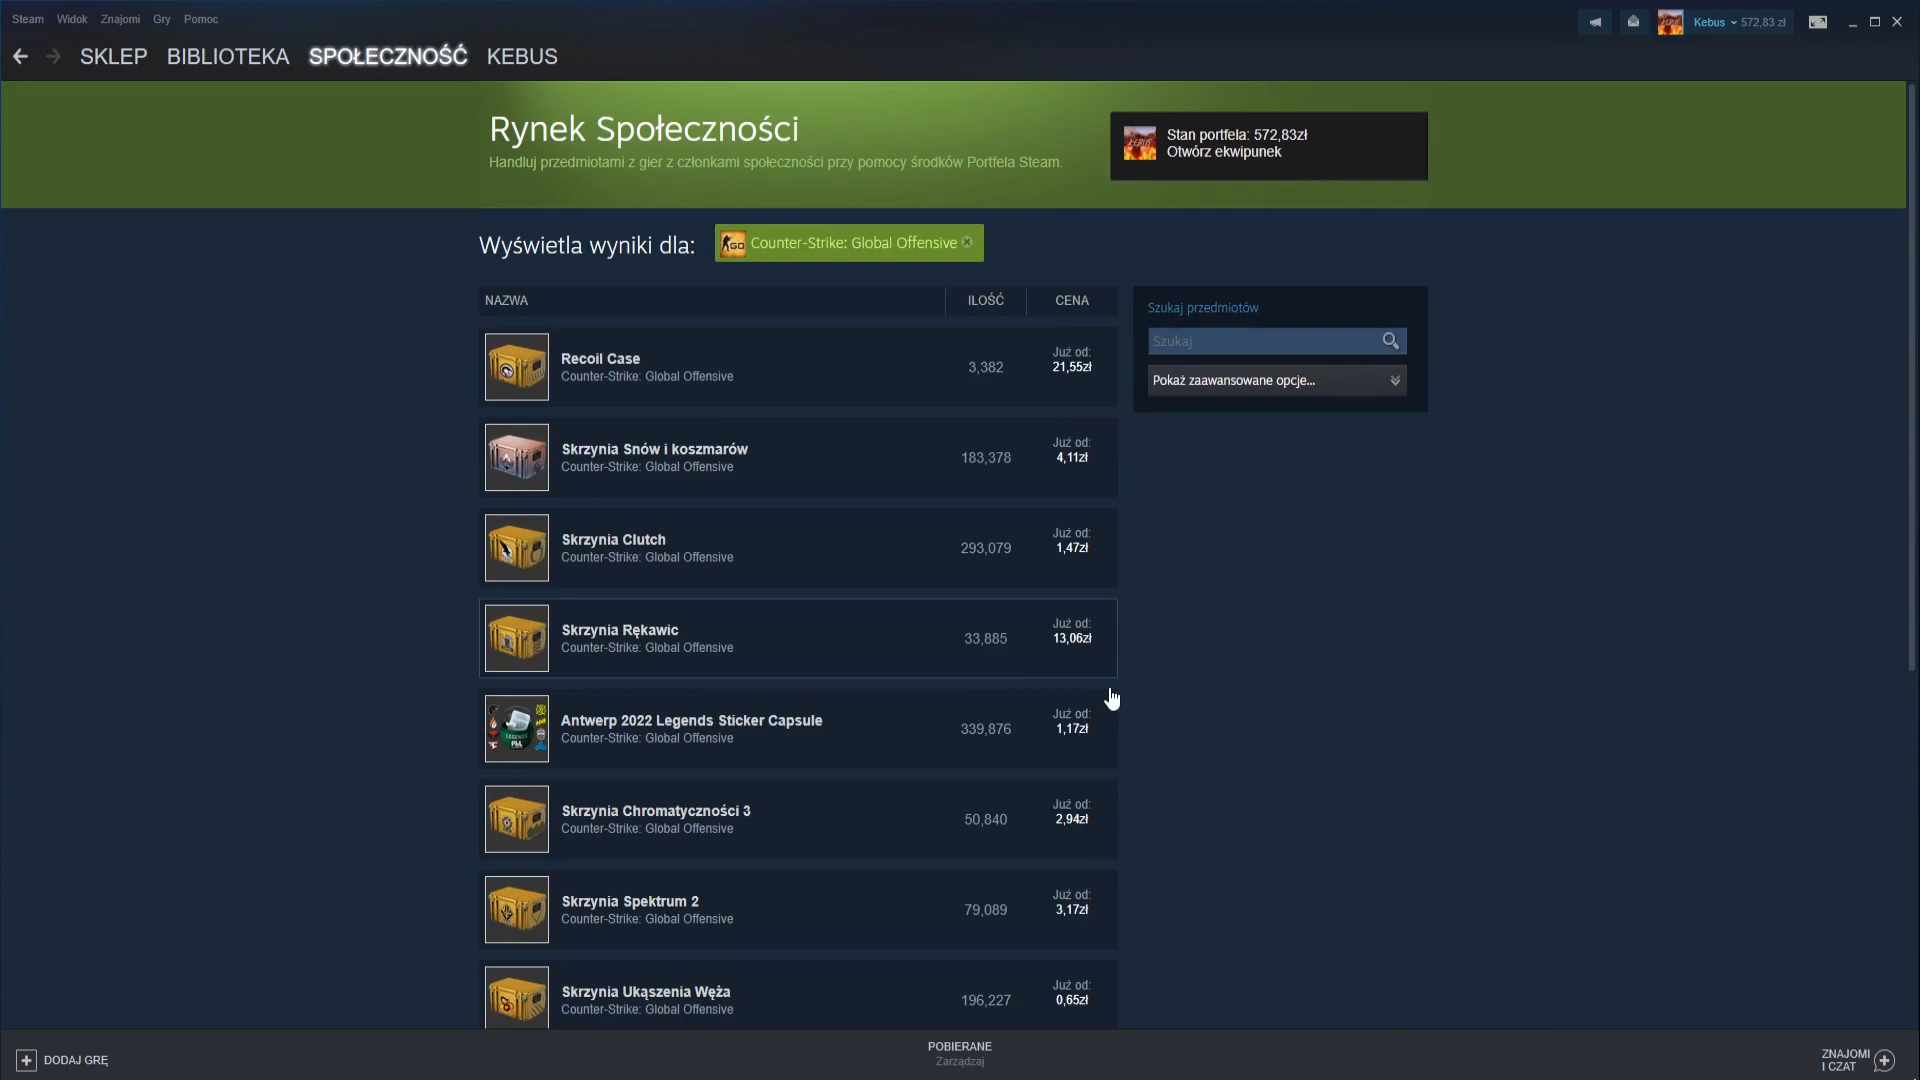 Steam Widok Znajomi Gry Pomoc
Kebus 572,83 zł
SKLEP BIBLIOTEKA SPOŁECZNOŚĆ KEBUS
Rynek Społeczności
Handluj przedmiotami z gier z członkami społeczności przy pomocy środków Portfela Steam.
Stan portfela: 572,83zł
Otwórz ekwipunek
Wyświetla wyniki dla:
Counter-Strike: Global Offensive
NAZWA ILOŚĆ CENA
Recoil Case
Counter-Strike: Global Offensive
3,382
Już od:
21,55zł
Skrzynia Snów i koszmarów
Counter-Strike: Global Offensive
183,378
Już od:
4,11zł
Skrzynia Clutch
Counter-Strike: Global Offensive
293,079
Już od:
1,47zł
Skrzynia Rękawic
Counter-Strike: Global Offensive
33,885
Już od:
13,06zł
Antwerp 2022 Legends Sticker Capsule
Counter-Strike: Global Offensive
339,876
Już od:
1,17zł
Skrzynia Chromatyczności 3
Counter-Strike: Global Offensive
50,840
Już od:
2,94zł
Skrzynia Spektrum 2
Counter-Strike: Global Offensive
79,089
Już od:
3,17zł
Skrzynia Ukąszenia Węża
Counter-Strike: Global Offensive
196,227
Już od:
0,65zł
Szukaj przedmiotów
Szukaj
Pokaż zaawansowane opcje...
DODAJ GRĘ
POBIERANE
Zarządzaj
ZNAJOMI
I CZAT